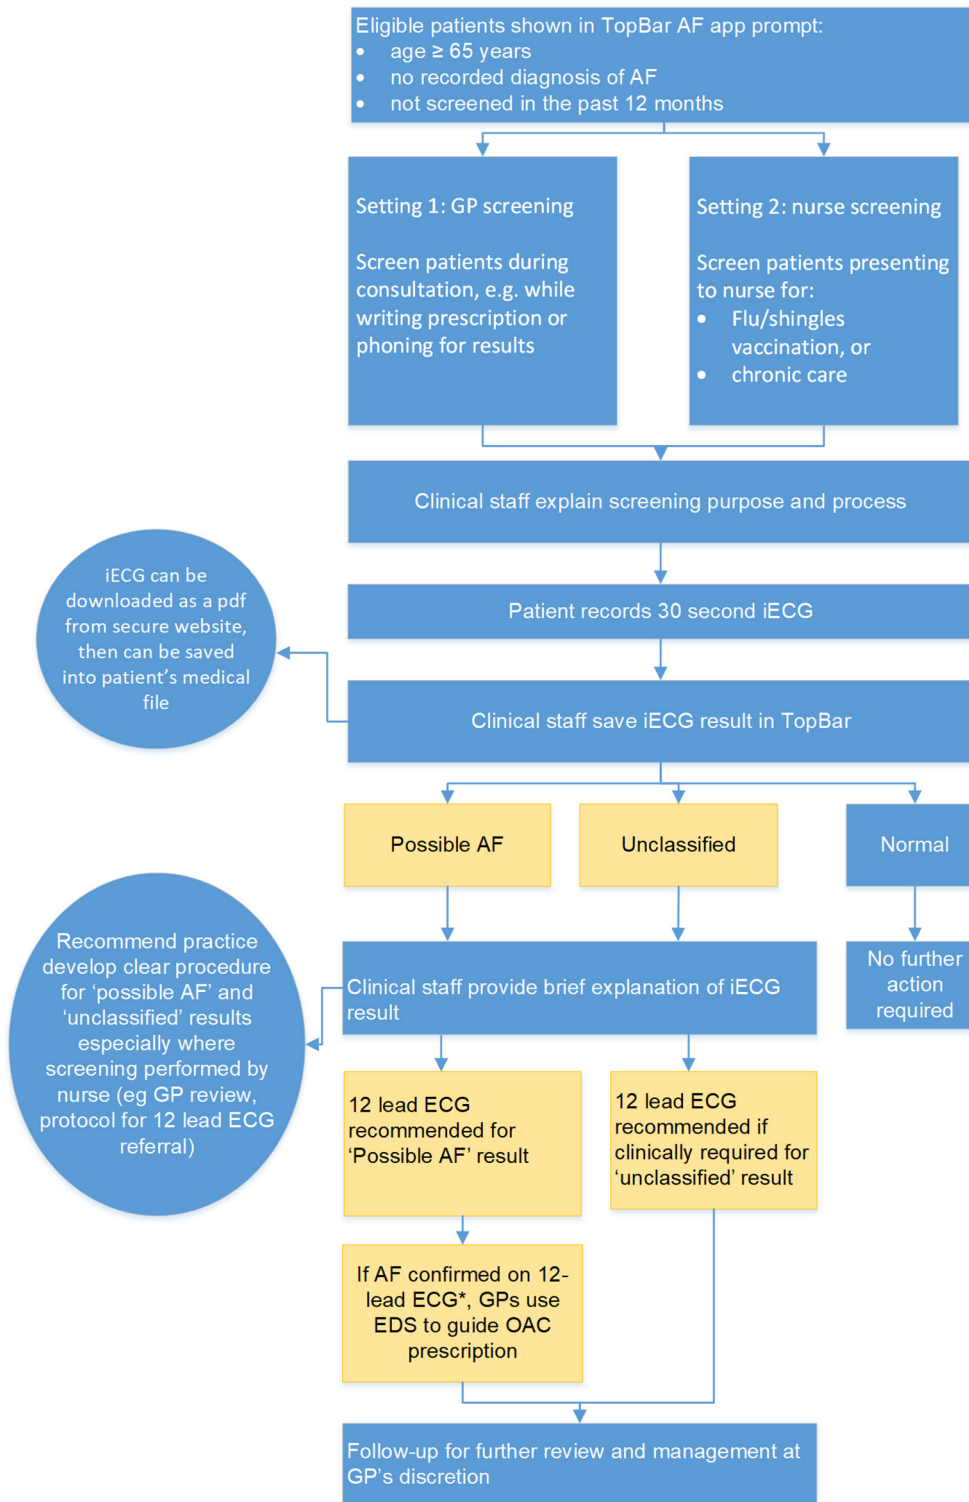 Eligible patients shown in TopBar AF app prompt:
• age ≥ 65 years
• no recorded diagnosis of AF
• not screened in the past 12 months
Setting 1: GP screening
Screen patients during
consultation, e.g. while
writing prescription or
phoning for results
Setting 2: nurse screening
Screen patients presenting
to nurse for:
• Flu/shingles
vaccination, or
• chronic care
Clinical staff explain screening purpose and process
Patient records 30 second iECG
iECG can be
downloaded as a pdf
from secure website,
then can be saved
into patient’s medical
file
Clinical staff save iECG result in TopBar
Possible AF
Unclassified
Normal
Recommend practice
develop clear procedure
for ‘possible AF’ and
‘unclassified’ results
especially where
screening performed by
nurse (eg GP review,
protocol for 12 lead ECG
referral)
Clinical staff provide brief explanation of iECG
result
No further
action
required
12 lead ECG
recommended for
‘Possible AF’ result
12 lead ECG
recommended if
clinically required for
‘unclassified’ result
If AF confirmed on 12-
lead ECG*, GPs use
EDS to guide OAC
prescription
Follow-up for further review and management at
GP’s discretion